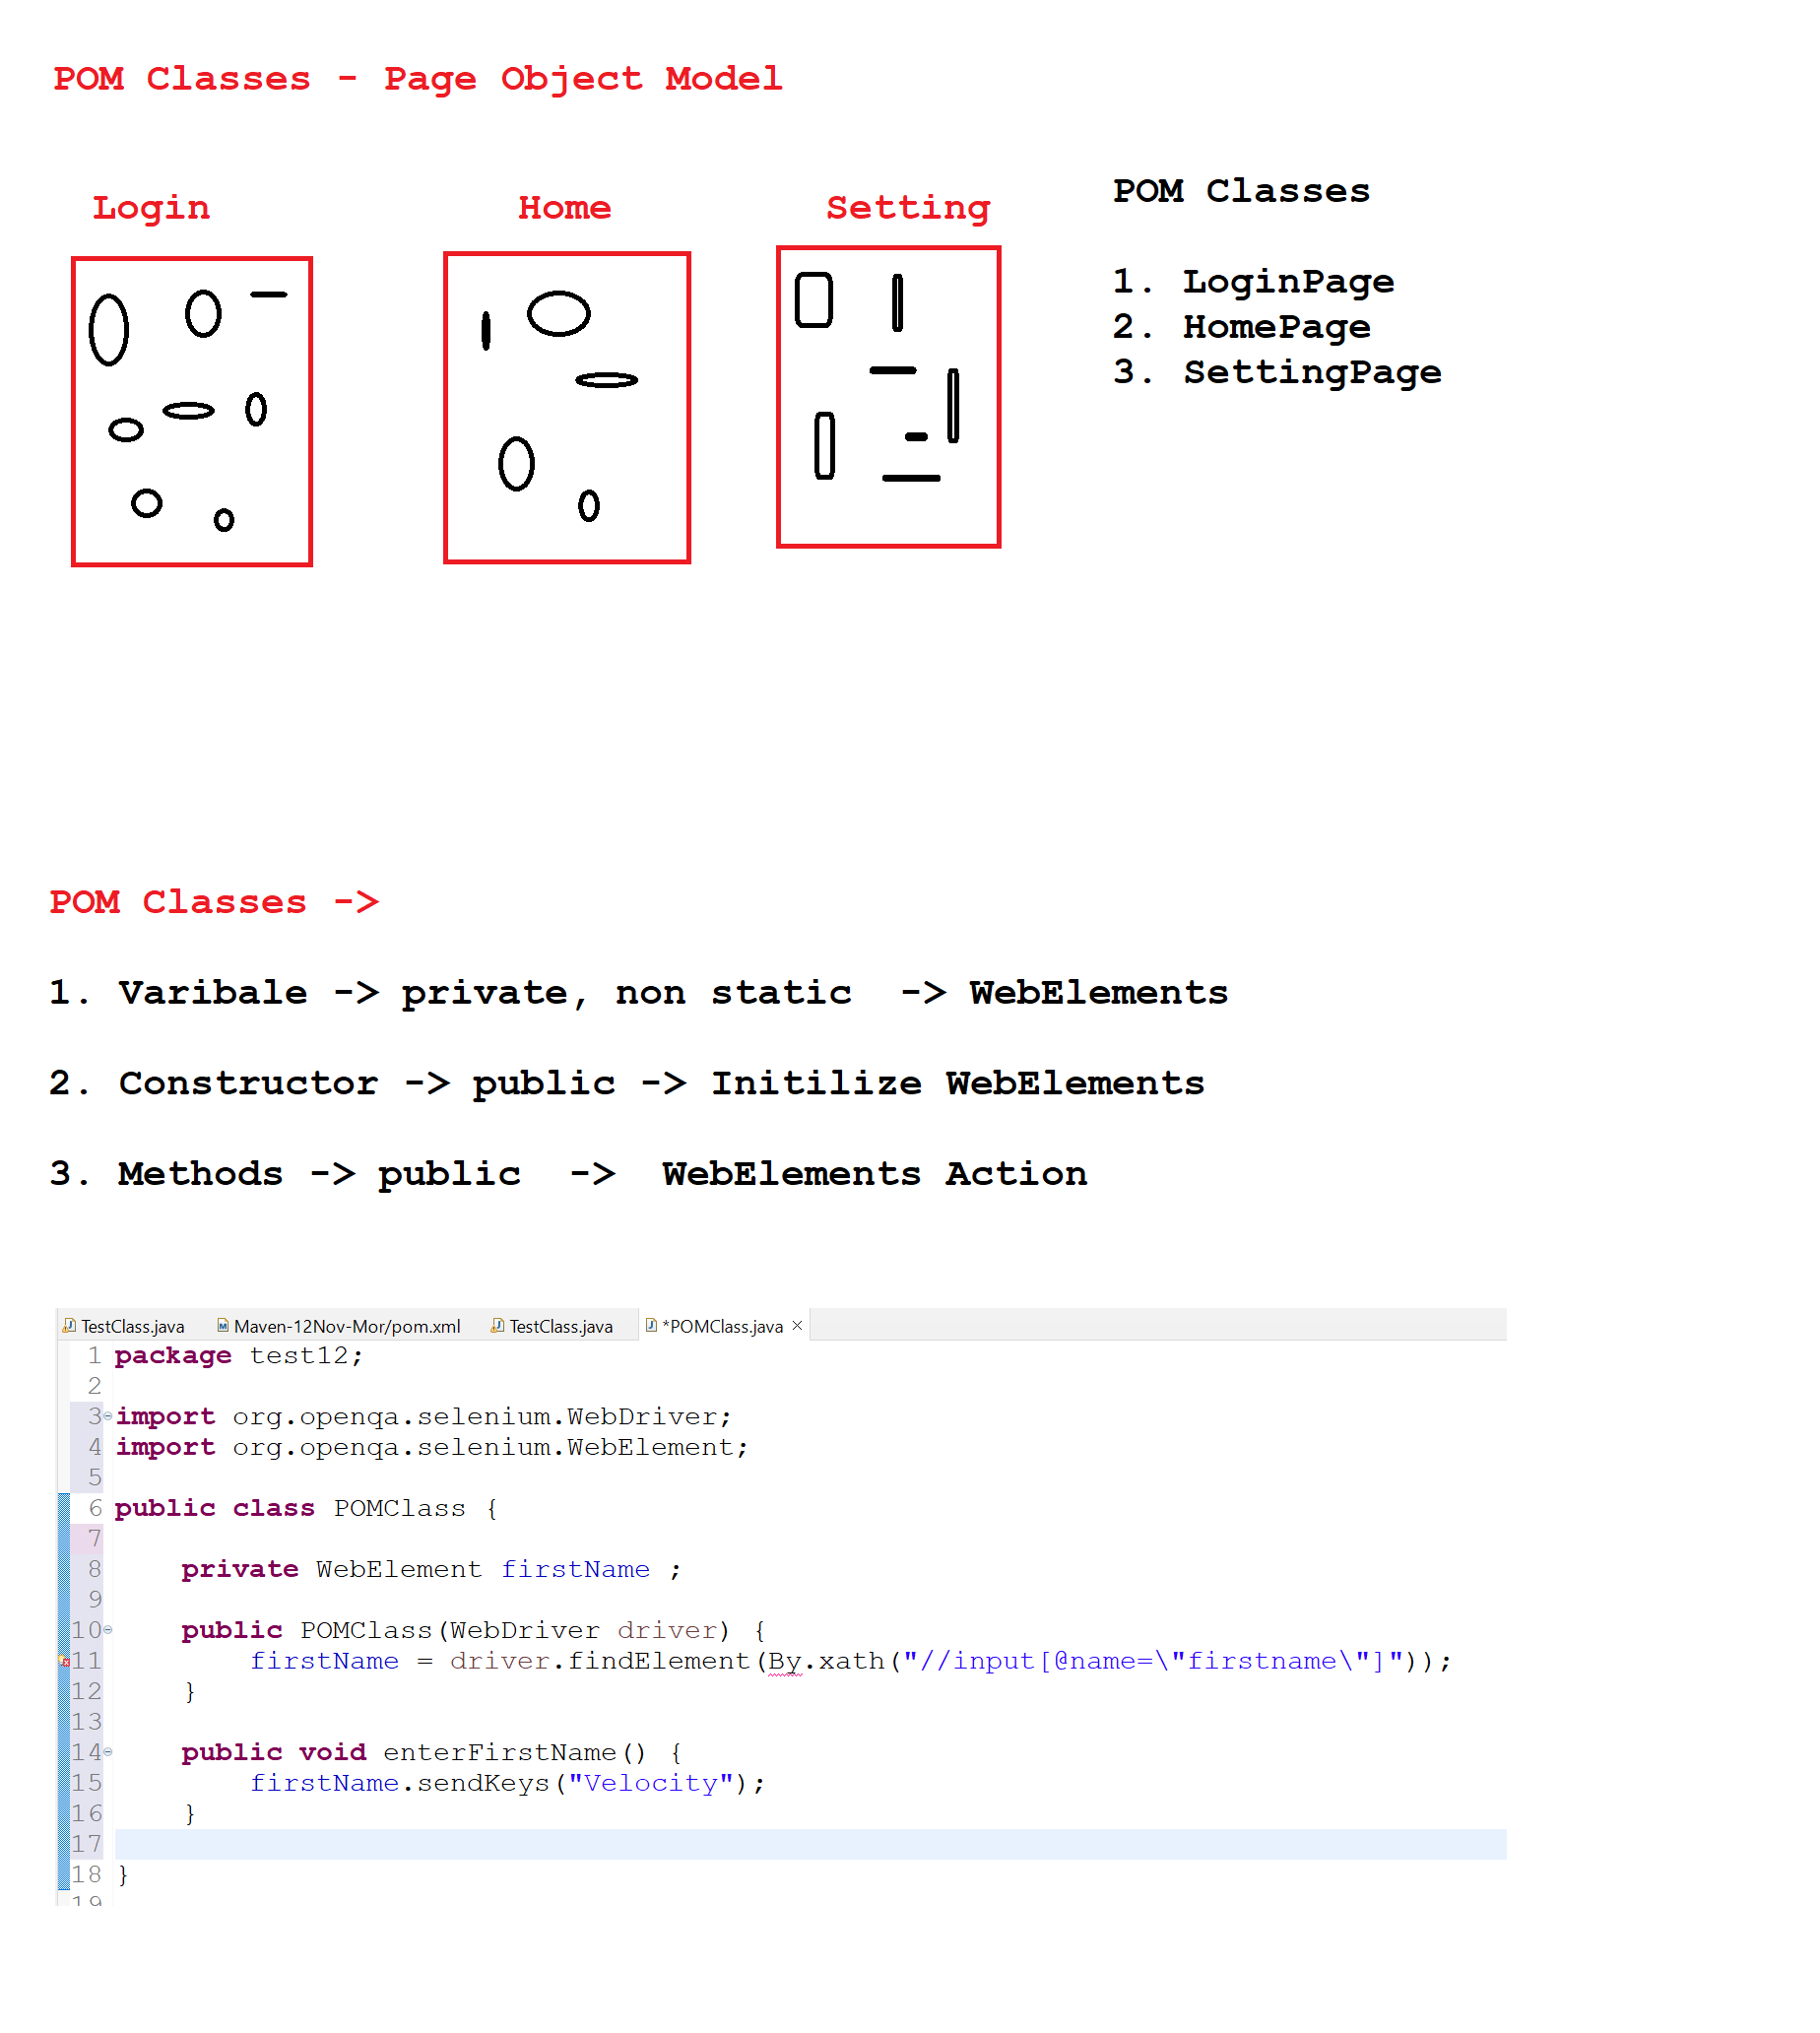 POM Classes - Page Object Model
Login
Home
Setting
POM Classes
1. LoginPage
2. HomePage
3. SettingPage
POM Classes ->
1. Varibale -> private, non static  -> WebElements
2. Constructor -> public -> Initilize WebElements
3. Methods -> public  ->  WebElements Action
TestClass.java Maven-12Nov-Mor/pom.xml TestClass.java *POMClass.java
1 package test12;
2
3 import org.openqa.selenium.WebDriver;
4 import org.openqa.selenium.WebElement;
5
6 public class POMClass {
7
8     private WebElement firstName ;
9
10     public POMClass(WebDriver driver) {
11         firstName = driver.findElement(By.xath("//input[@name=\"firstname\"]"));
12     }
13
14     public void enterFirstName() {
15         firstName.sendKeys("Velocity");
16     }
17
18 }
19